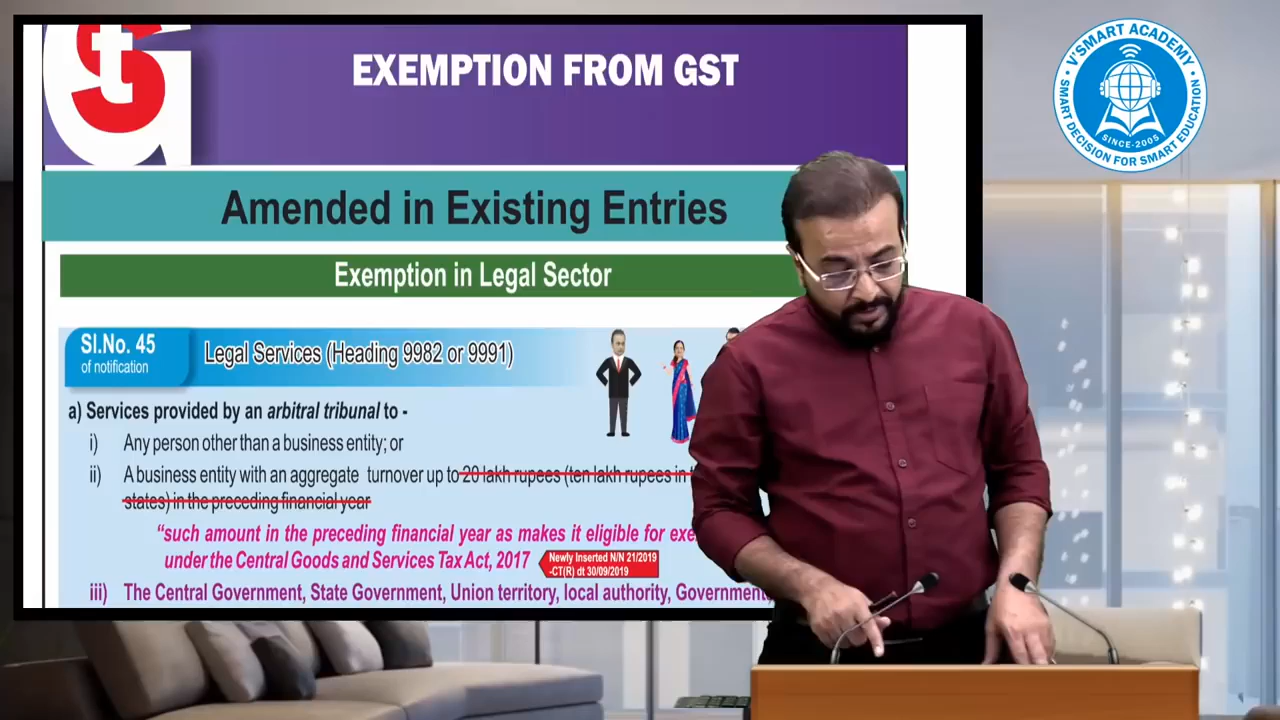 GST
EXEMPTION FROM GST
Amended in Existing Entries
Exemption in Legal Sector
Sl.No. 45
of notification
Legal Services (Heading 9982 or 9991)
a) Services provided by an arbitral tribunal to -
i) Any person other than a business entity; or
ii) A business entity with an aggregate turnover up to 20 lakh rupees (ten lakh rupees in
states) in the preceding financial year
“such amount in the preceding financial year as makes it eligible for
under the Central Goods and Services Tax Act, 2017
Newly Inserted N/N 21/2019
-CT(R) dt 30/09/2019
iii) The Central Government, State Government, Union territory, local authority, Government
V'SMART ACADEMY
SMART DECISION FOR SMART EDUCATION
SINCE-2005